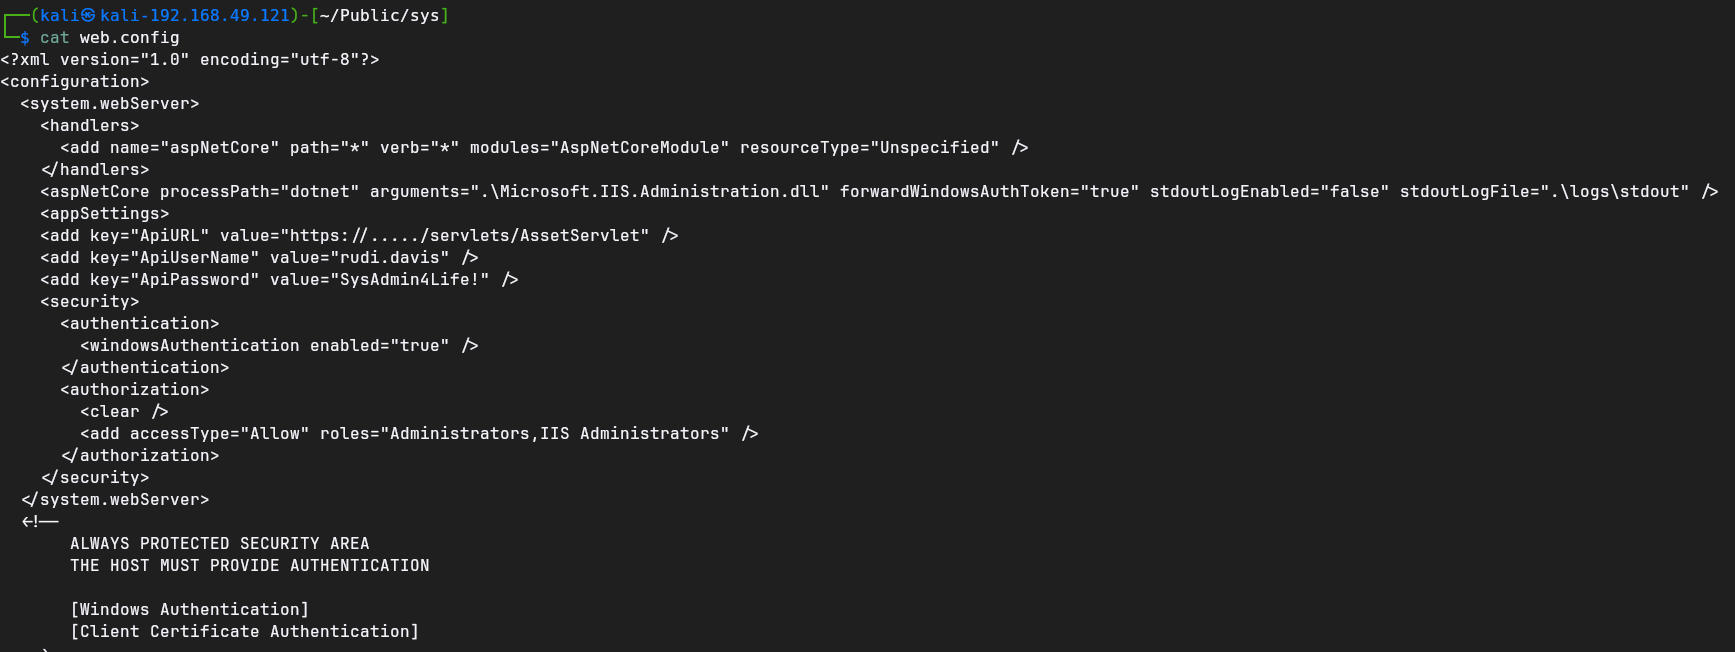 ┌──(kali㉿kali-192.168.49.121)-[~/Public/sys]
└─$ cat web.config
<?xml version="1.0" encoding="utf-8"?>
<configuration>
  <system.webServer>
    <handlers>
      <add name="aspNetCore" path="*" verb="*" modules="AspNetCoreModule" resourceType="Unspecified" />
    </handlers>
    <aspNetCore processPath="dotnet" arguments=".\Microsoft.IIS.Administration.dll" forwardWindowsAuthToken="true" stdoutLogEnabled="false" stdoutLogFile=".\logs\stdout" />
    <appSettings>
    <add key="ApiURL" value="https://...../servlets/AssetServlet" />
    <add key="ApiUserName" value="rudi.davis" />
    <add key="ApiPassword" value="SysAdmin4Life!" />
    <security>
      <authentication>
        <windowsAuthentication enabled="true" />
      </authentication>
      <authorization>
        <clear />
        <add accessType="Allow" roles="Administrators,IIS Administrators" />
      </authorization>
    </security>
  </system.webServer>
  <!--
       ALWAYS PROTECTED SECURITY AREA
       THE HOST MUST PROVIDE AUTHENTICATION

       [Windows Authentication]
       [Client Certificate Authentication]